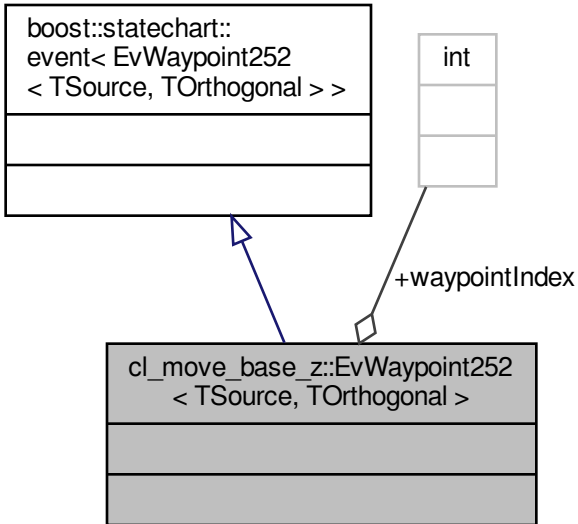 boost::statechart::
event< EvWaypoint252
< TSource, TOrthogonal > >
int
+waypointIndex
cl_move_base_z::EvWaypoint252
< TSource, TOrthogonal >